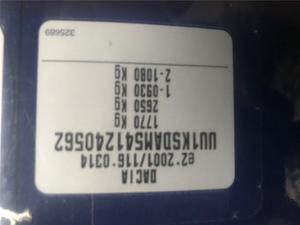 DACIA
e2*2001/116*0314
UU1KSDAM541240562
1770 Kg
2650 Kg
1-0930 Kg
2-1080 Kg
325689